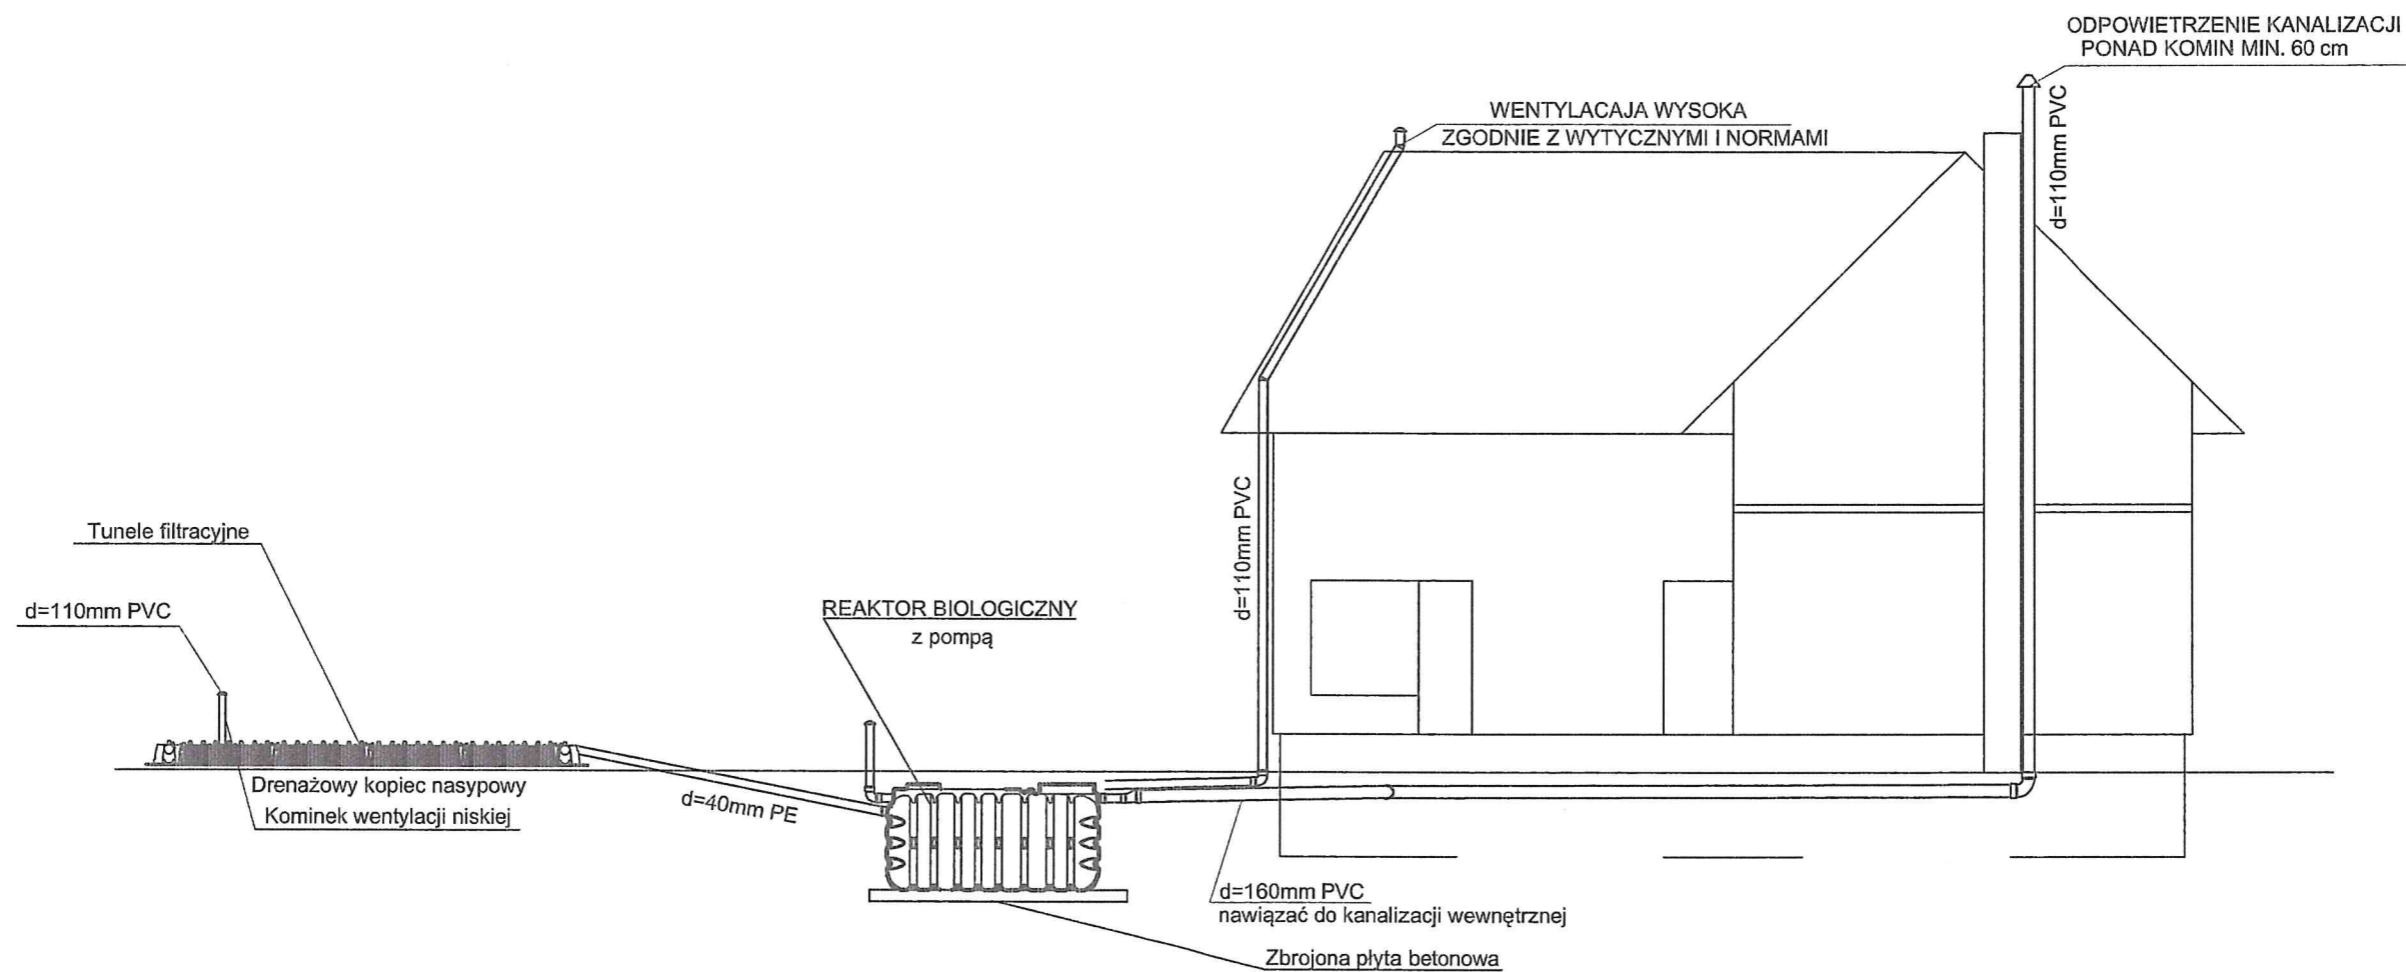 ODPOWIETRZENIE KANALIZACJI
PONAD KOMIN MIN. 60 cm
WENTYLACAJA WYSOKA
ZGODNIE Z WYTYCZNYMI I NORMAMI
d=110mm PVC
d=110mm PVC
Tunele filtracyjne
d=110mm PVC
REAKTOR BIOLOGICZNY
z pompą
Drenażowy kopiec nasypowy
Kominek wentylacji niskiej
d=40mm PE
d=160mm PVC
nawiązać do kanalizacji wewnętrznej
Zbrojona płyta betonowa